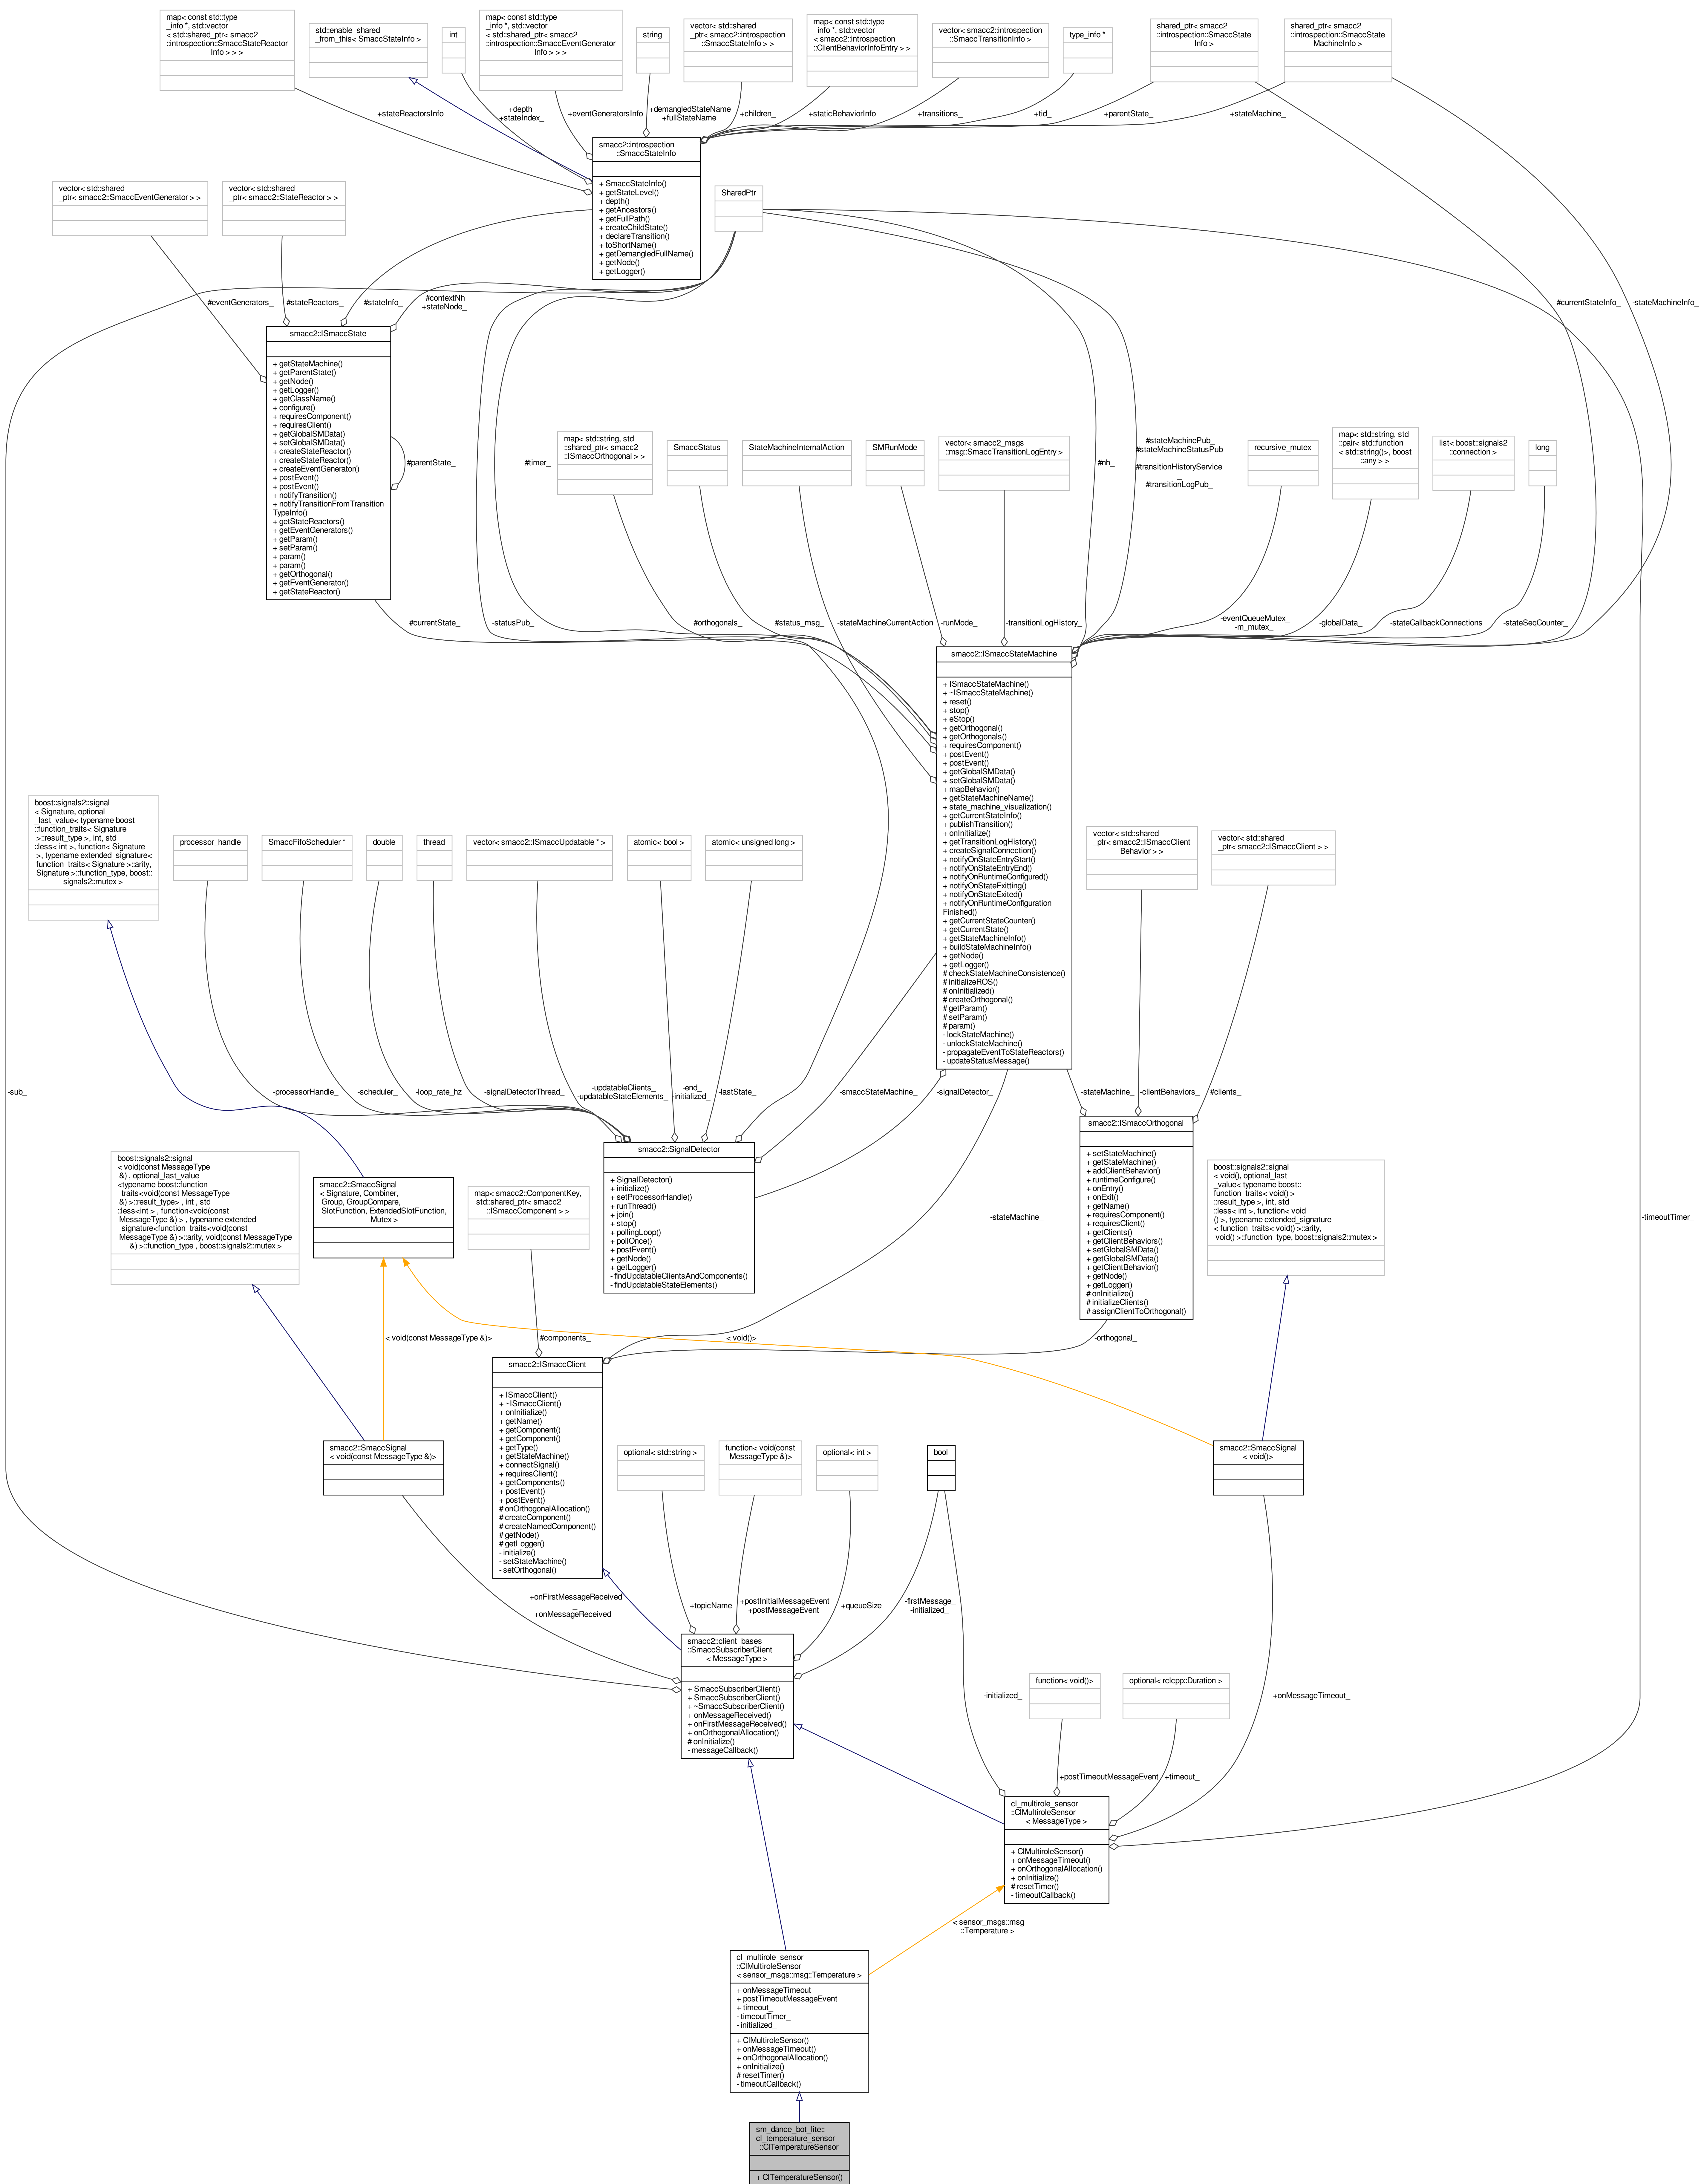 map< const std::type
_info *, std::vector
< std::shared_ptr< smacc2
::introspection::SmaccStateReactor
Info > > >
std::enable_shared
_from_this< SmaccStateInfo >
int
map< const std::type
_info *, std::vector
< std::shared_ptr< smacc2
::introspection::SmaccEventGenerator
Info > > >
string
vector< std::shared
_ptr< smacc2::introspection
::SmaccStateInfo > >
map< const std::type
_info *, std::vector
< smacc2::introspection
::ClientBehaviorInfoEntry > >
vector< smacc2::introspection
::SmaccTransitionInfo >
type_info *
shared_ptr< smacc2
::introspection::SmaccState
Info >
shared_ptr< smacc2
::introspection::SmaccState
MachineInfo >
+stateReactorsInfo
+depth_
+stateIndex_
+eventGeneratorsInfo
+demangledStateName
+fullStateName
+children_
+staticBehaviorInfo
+transitions_
+tid_
+parentState_
+stateMachine_
smacc2::introspection
::SmaccStateInfo
+ SmaccStateInfo()
+ getStateLevel()
+ depth()
+ getAncestors()
+ getFullPath()
+ createChildState()
+ declareTransition()
+ toShortName()
+ getDemangledFullName()
+ getNode()
+ getLogger()
vector< std::shared
_ptr< smacc2::SmaccEventGenerator > >
vector< std::shared
_ptr< smacc2::StateReactor > >
SharedPtr
#eventGenerators_
#stateReactors_
#stateInfo_
#contextNh
+stateNode_
#currentStateInfo_
-stateMachineInfo_
smacc2::ISmaccState
+ getStateMachine()
+ getParentState()
+ getNode()
+ getLogger()
+ getClassName()
+ configure()
+ requiresComponent()
+ requiresClient()
+ getGlobalSMData()
+ setGlobalSMData()
+ createStateReactor()
+ createStateReactor()
+ createEventGenerator()
+ postEvent()
+ postEvent()
+ notifyTransition()
+ notifyTransitionFromTransition
TypeInfo()
+ getStateReactors()
+ getEventGenerators()
+ getParam()
+ setParam()
+ param()
+ param()
+ getOrthogonal()
+ getEventGenerator()
+ getStateReactor()
#parentState_
#timer_
map< std::string, std
::shared_ptr< smacc2
::ISmaccOrthogonal > >
SmaccStatus
StateMachineInternalAction
SMRunMode
vector< smacc2_msgs
::msg::SmaccTransitionLogEntry >
#nh_
#stateMachinePub_
#stateMachineStatusPub
_
#transitionHistoryService
_
#transitionLogPub_
recursive_mutex
map< std::string, std
::pair< std::function
< std::string()>, boost
::any > >
list< boost::signals2
::connection >
long
#currentState_
-statusPub_
#orthogonals_
#status_msg_
-stateMachineCurrentAction
-runMode_
-transitionLogHistory_
-eventQueueMutex_
-m_mutex_
-globalData_
-stateCallbackConnections
-stateSeqCounter_
smacc2::ISmaccStateMachine
+ ISmaccStateMachine()
+ ~ISmaccStateMachine()
+ reset()
+ stop()
+ eStop()
+ getOrthogonal()
+ getOrthogonals()
+ requiresComponent()
+ postEvent()
+ postEvent()
+ getGlobalSMData()
+ setGlobalSMData()
+ mapBehavior()
+ getStateMachineName()
+ state_machine_visualization()
+ getCurrentStateInfo()
+ publishTransition()
+ onInitialize()
+ getTransitionLogHistory()
+ createSignalConnection()
+ notifyOnStateEntryStart()
+ notifyOnStateEntryEnd()
+ notifyOnRuntimeConfigured()
+ notifyOnStateExitting()
+ notifyOnStateExited()
+ notifyOnRuntimeConfiguration
Finished()
+ getCurrentStateCounter()
+ getCurrentState()
+ getStateMachineInfo()
+ buildStateMachineInfo()
+ getNode()
+ getLogger()
# checkStateMachineConsistence()
# initializeROS()
# onInitialized()
# createOrthogonal()
# getParam()
# setParam()
# param()
- lockStateMachine()
- unlockStateMachine()
- propagateEventToStateReactors()
- updateStatusMessage()
boost::signals2::signal
< Signature, optional
_last_value< typename boost
::function_traits< Signature
>::result_type >, int, std
::less< int >, function< Signature
>, typename extended_signature<
function_traits< Signature >::arity,
Signature >::function_type, boost::
signals2::mutex >
processor_handle
SmaccFifoScheduler *
double
thread
vector< smacc2::ISmaccUpdatable * >
atomic< bool >
atomic< unsigned long >
vector< std::shared
_ptr< smacc2::ISmaccClient
Behavior > >
vector< std::shared
_ptr< smacc2::ISmaccClient > >
-sub_
-processorHandle_
-scheduler_
-loop_rate_hz
-signalDetectorThread_
-updatableClients_
-updatableStateElements_
-end_
-initialized_
-lastState_
-smaccStateMachine_
-signalDetector_
-stateMachine_
-clientBehaviors_
#clients_
smacc2::SignalDetector
+ SignalDetector()
+ initialize()
+ setProcessorHandle()
+ runThread()
+ join()
+ stop()
+ pollingLoop()
+ pollOnce()
+ postEvent()
+ getNode()
+ getLogger()
- findUpdatableClientsAndComponents()
- findUpdatableStateElements()
smacc2::ISmaccOrthogonal
+ setStateMachine()
+ getStateMachine()
+ addClientBehavior()
+ runtimeConfigure()
+ onEntry()
+ onExit()
+ getName()
+ requiresComponent()
+ requiresClient()
+ getClients()
+ getClientBehaviors()
+ setGlobalSMData()
+ getGlobalSMData()
+ getClientBehavior()
+ getNode()
+ getLogger()
# onInitialize()
# initializeClients()
# assignClientToOrthogonal()
boost::signals2::signal
< void(const MessageType
&) , optional_last_value
<typename boost::function
_traits<void(const MessageType
&) >::result_type> , int , std
::less<int > , function<void(const
MessageType &) > , typename extended
_signature<function_traits<void(const
MessageType &) >::arity, void(const MessageType
&) >::function_type , boost::signals2::mutex >
smacc2::SmaccSignal
< Signature, Combiner,
Group, GroupCompare,
SlotFunction, ExtendedSlotFunction,
Mutex >
map< smacc2::ComponentKey,
std::shared_ptr< smacc2
::ISmaccComponent > >
-stateMachine_
boost::signals2::signal
< void(), optional_last
_value< typename boost::
function_traits< void() >
::result_type >, int, std
::less< int >, function< void
() >, typename extended_signature
< function_traits< void() >::arity,
void() >::function_type, boost::signals2::mutex >
-timeoutTimer_
< void(const MessageType &)>
#components_
< void()>
-orthogonal_
smacc2::ISmaccClient
+ ISmaccClient()
+ ~ISmaccClient()
+ onInitialize()
+ getName()
+ getComponent()
+ getComponent()
+ getType()
+ getStateMachine()
+ connectSignal()
+ requiresClient()
+ getComponents()
+ postEvent()
+ postEvent()
# onOrthogonalAllocation()
# createComponent()
# createNamedComponent()
# getNode()
# getLogger()
- initialize()
- setStateMachine()
- setOrthogonal()
smacc2::SmaccSignal
< void(const MessageType &)>
optional< std::string >
function< void(const
MessageType &)>
optional< int >
bool
smacc2::SmaccSignal
< void()>
+onFirstMessageReceived
_
+onMessageReceived_
+topicName
+postInitialMessageEvent
+postMessageEvent
+queueSize
-firstMessage_
-initialized_
smacc2::client_bases
::SmaccSubscriberClient
< MessageType >
+ SmaccSubscriberClient()
+ SmaccSubscriberClient()
+ ~SmaccSubscriberClient()
+ onMessageReceived()
+ onFirstMessageReceived()
+ onOrthogonalAllocation()
# onInitialize()
- messageCallback()
-initialized_
function< void()>
optional< rclcpp::Duration >
+onMessageTimeout_
+postTimeoutMessageEvent
+timeout_
cl_multirole_sensor
::ClMultiroleSensor
< MessageType >
+ ClMultiroleSensor()
+ onMessageTimeout()
+ onOrthogonalAllocation()
+ onInitialize()
# resetTimer()
- timeoutCallback()
< sensor_msgs::msg
::Temperature >
cl_multirole_sensor
::ClMultiroleSensor
< sensor_msgs::msg::Temperature >
+ onMessageTimeout_
+ postTimeoutMessageEvent
+ timeout_
- timeoutTimer_
- initialized_
+ ClMultiroleSensor()
+ onMessageTimeout()
+ onOrthogonalAllocation()
+ onInitialize()
# resetTimer()
- timeoutCallback()
sm_dance_bot_lite::
cl_temperature_sensor
::ClTemperatureSensor
+ ClTemperatureSensor()